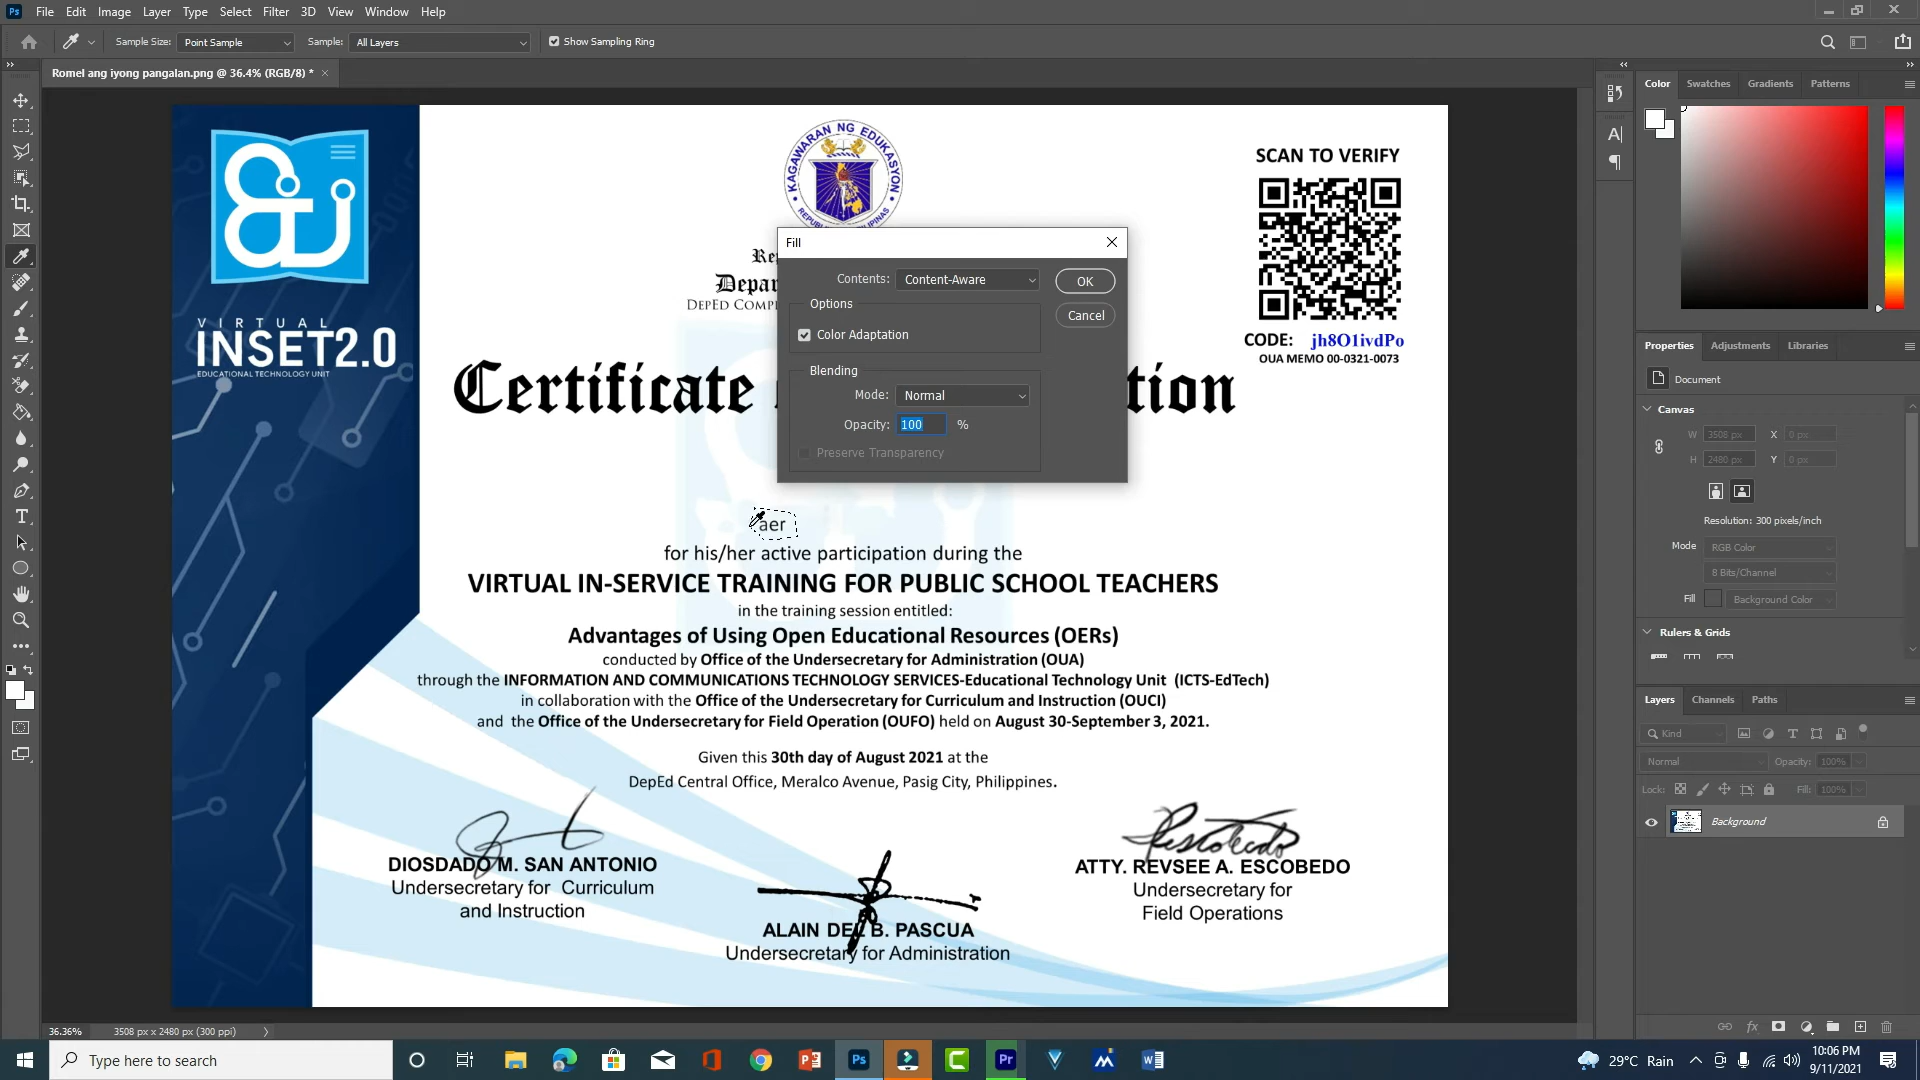 File Edit Image Layer Type Select Filter 3D View Window Help
Sample Size: Point Sample Sample: All Layers Show Sampling Ring
Romel ang iyong pangalan.png @ 36.4% (RGB/8) *
KAGAWARAN NG EDUKASYON
SCAN TO VERIFY
CODE: jh8O1ivdPo
OUA MEMO 00-0321-0073
VIRTUAL
INSET2.0
EDUCATIONAL TECHNOLOGY UNIT
Certificate
Fill
Contents: Content-Aware
OK
Options
Cancel
Color Adaptation
Blending
Mode: Normal
Opacity: 100 %
Preserve Transparency
aer
for his/her active participation during the
VIRTUAL IN-SERVICE TRAINING FOR PUBLIC SCHOOL TEACHERS
in the training session entitled:
Advantages of Using Open Educational Resources (OERs)
conducted by Office of the Undersecretary for Administration (OUA)
through the INFORMATION AND COMMUNICATIONS TECHNOLOGY SERVICES-Educational Technology Unit (ICTS-EdTech)
in collaboration with the Office of the Undersecretary for Curriculum and Instruction (OUCI)
and the Office of the Undersecretary for Field Operation (OUFO) held on August 30-September 3, 2021.
Given this 30th day of August 2021 at the
DepEd Central Office, Meralco Avenue, Pasig City, Philippines.
DIOSDADO M. SAN ANTONIO
Undersecretary for Curriculum
and Instruction
ALAIN DEL B. PASCUA
Undersecretary for Administration
ATTY. REVSEE A. ESCOBEDO
Undersecretary for
Field Operations
Color Swatches Gradients Patterns
Properties Adjustments Libraries
Document
Canvas
W 3508 px X 0 px
H 2480 px Y 0 px
Resolution: 300 pixels/inch
Mode RGB Color
8 Bits/Channel
Fill Background Color
Rulers & Grids
Layers Channels Paths
Kind
Normal Opacity: 100%
Lock: Fill: 100%
Background
36.36% 3508 px x 2480 px (300 ppi)
Type here to search
29°C Rain
10:06 PM
9/11/2021